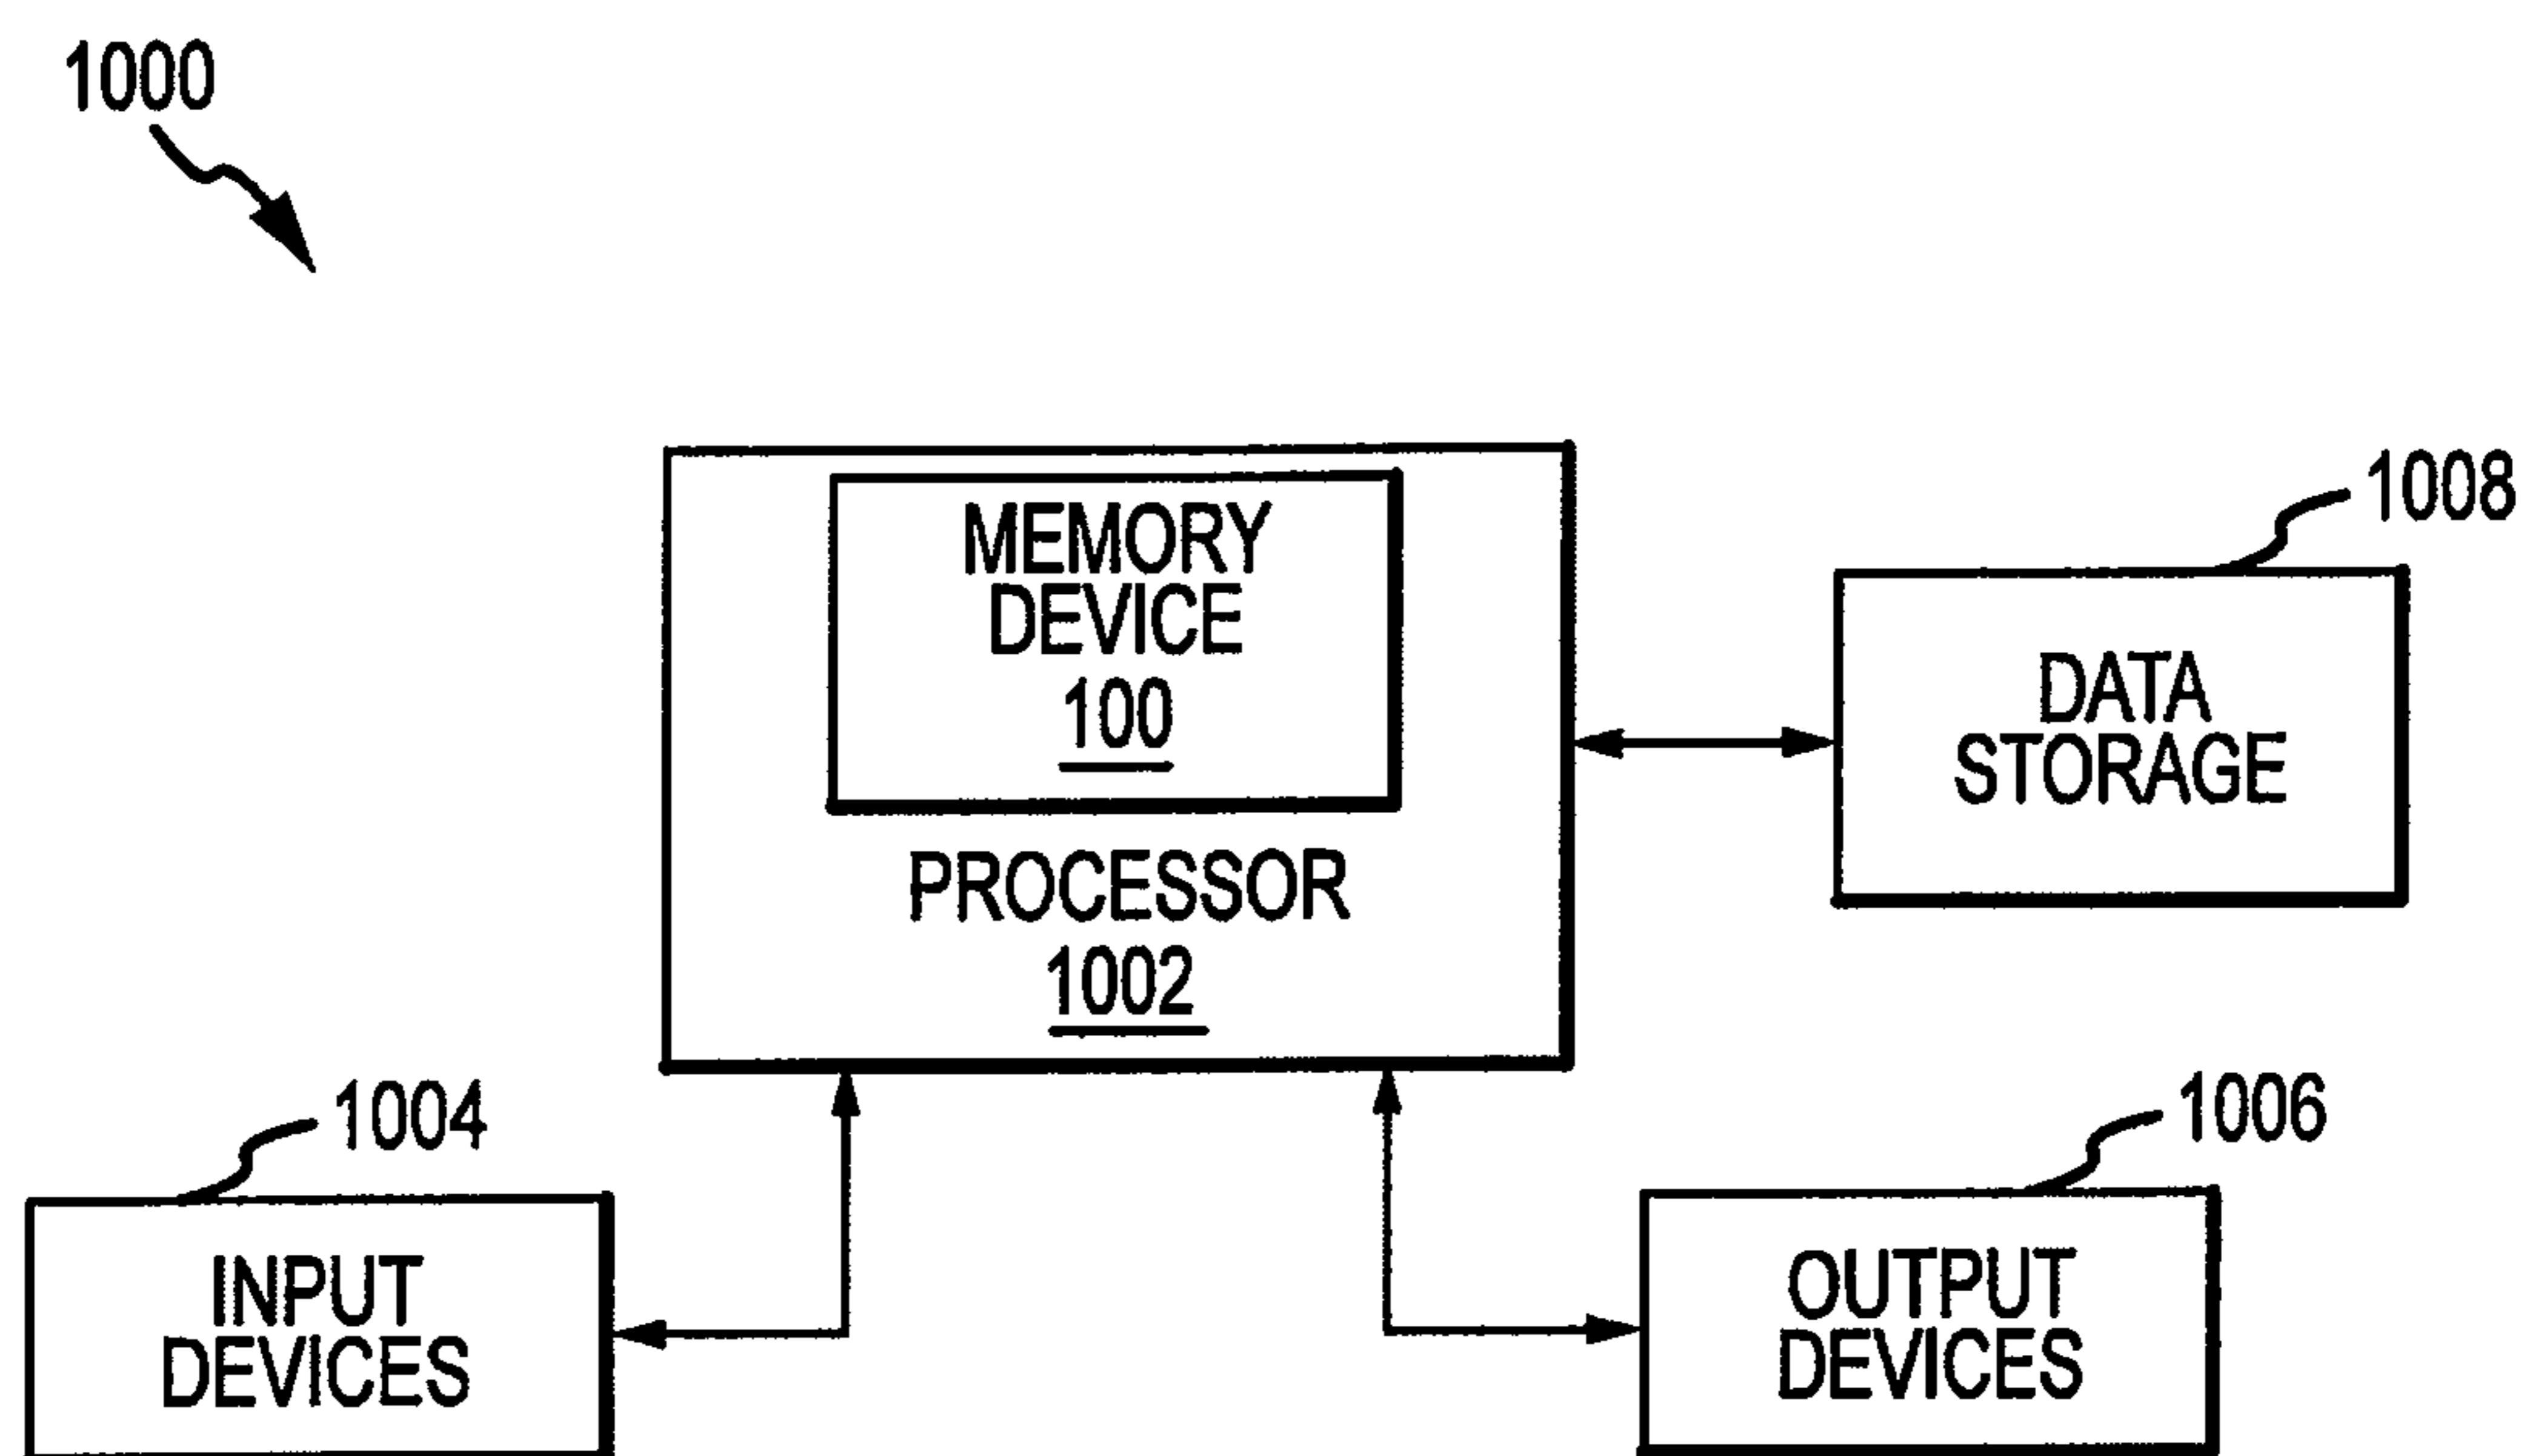 1000
MEMORY
DEVICE
100
PROCESSOR
1002
1008
DATA
STORAGE
1004
INPUT
DEVICES
1006
OUTPUT
DEVICES